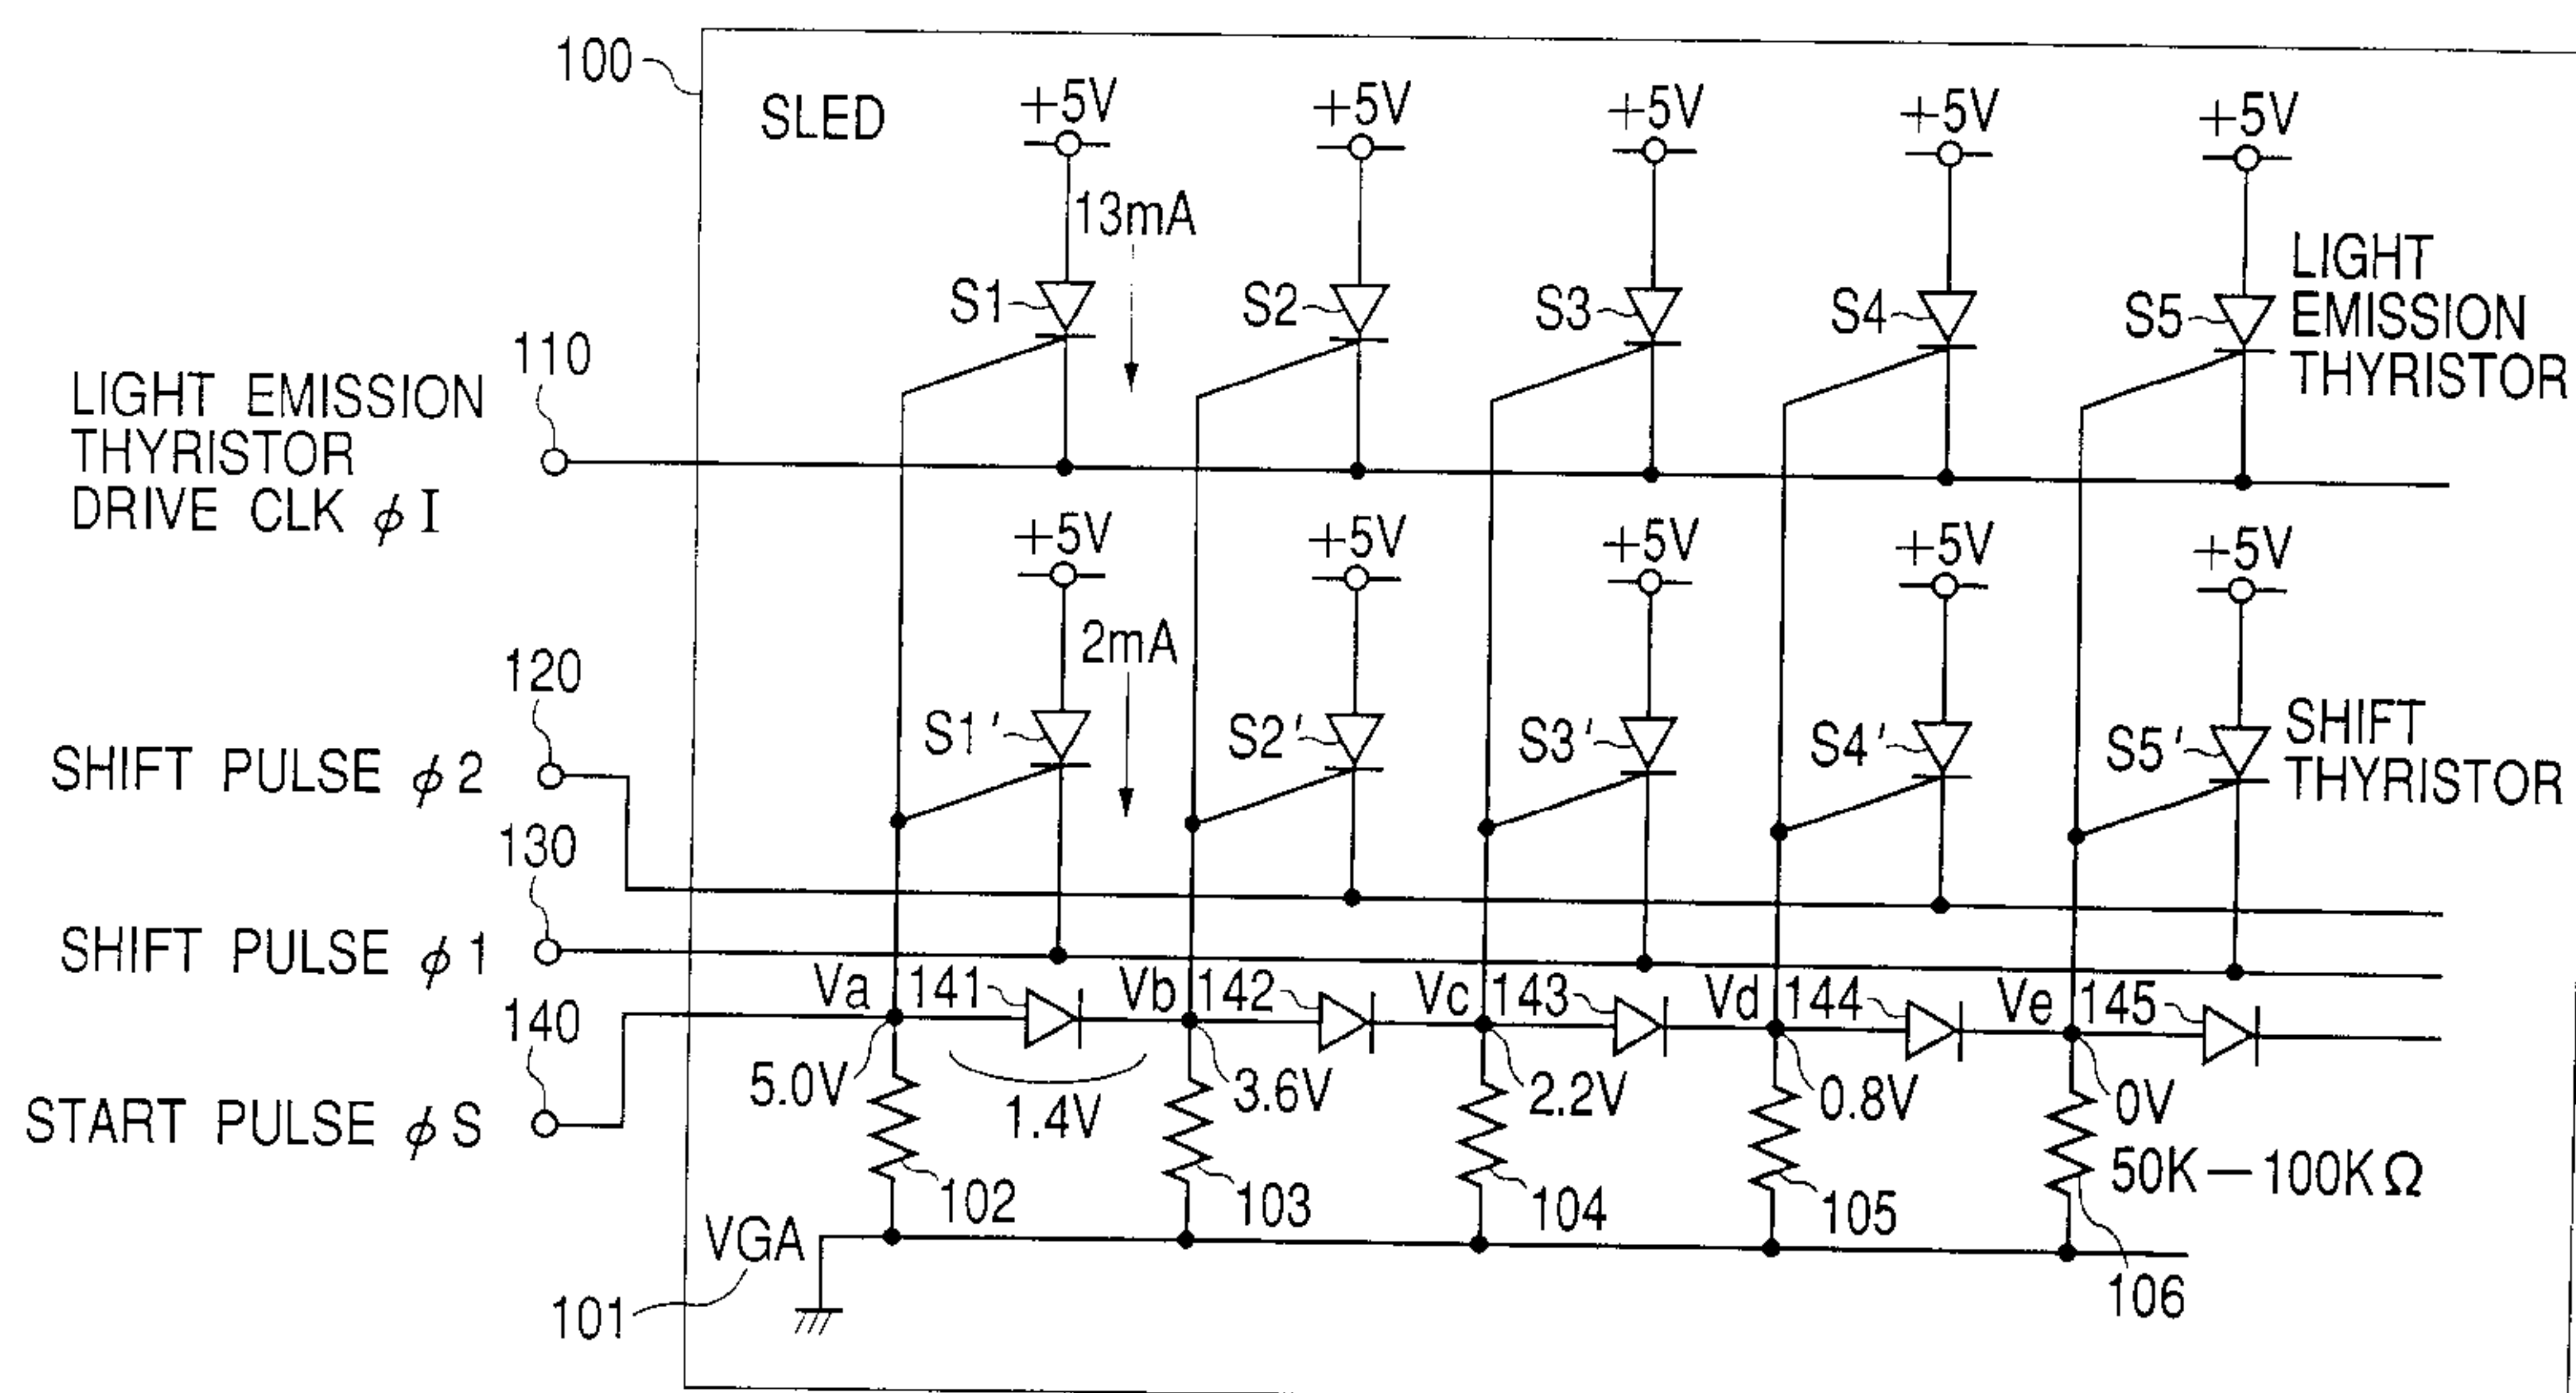 100
SLED
+5V
+5V
+5V
+5V
+5V
13mA
S1
S2
S3
S4
S5
LIGHT
EMISSION
THYRISTOR
110
LIGHT EMISSION
THYRISTOR
DRIVE CLK φI
+5V
+5V
+5V
+5V
+5V
2mA
120
S1'
S2'
S3'
S4'
S5'
SHIFT
THYRISTOR
SHIFT PULSE φ2
130
SHIFT PULSE φ1
Va
141
Vb
142
Vc
143
Vd
144
Ve
145
140
5.0V
1.4V
3.6V
2.2V
0.8V
0V
START PULSE φS
50K—100KΩ
102
103
104
105
106
VGA
101